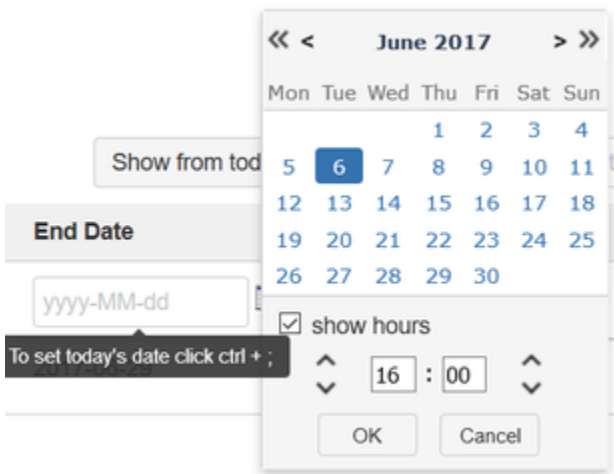 « < June 2017 > »
Mon Tue Wed Thu Fri Sat Sun
1 2 3 4
Show from tod
5 6 7 8 9 10 11
12 13 14 15 16 17 18
End Date
19 20 21 22 23 24 25
26 27 28 29 30
yyyy-MM-dd
show hours
To set today's date click ctrl + ;
16 : 00
OK Cancel